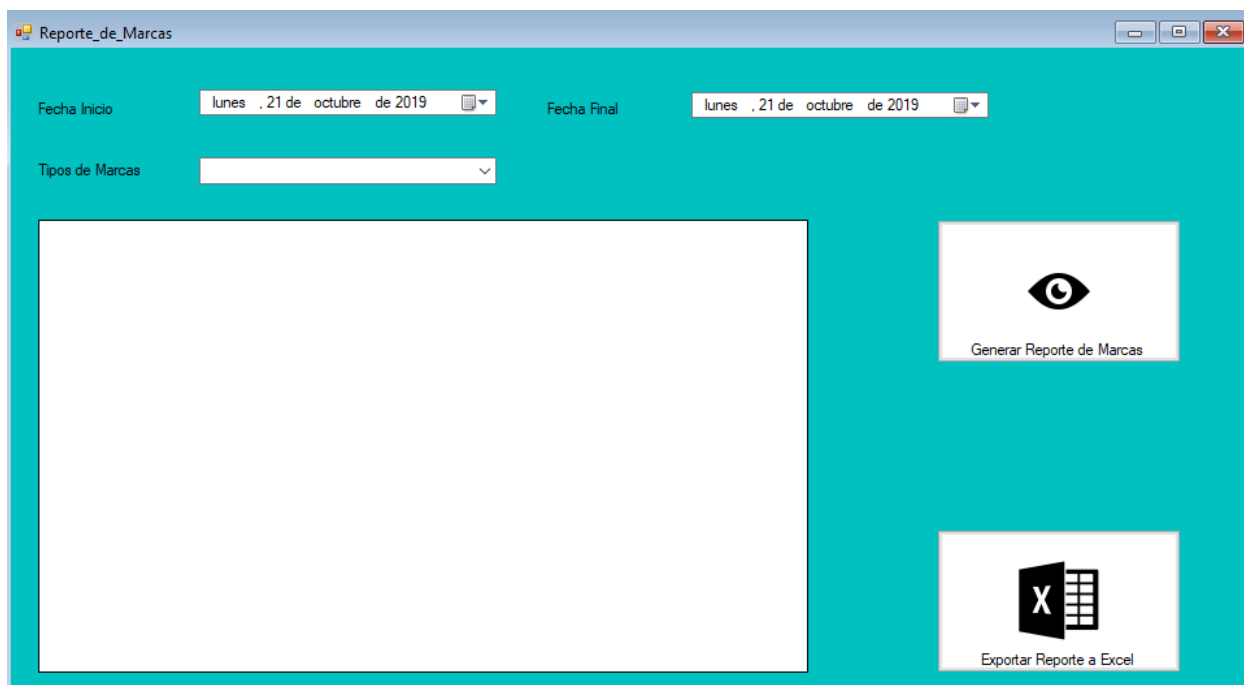 Reporte_de_Marcas
Fecha Inicio
lunes , 21 de octubre de 2019
Fecha Final
lunes , 21 de octubre de 2019
Tipos de Marcas
Generar Reporte de Marcas
X
Exportar Reporte a Excel